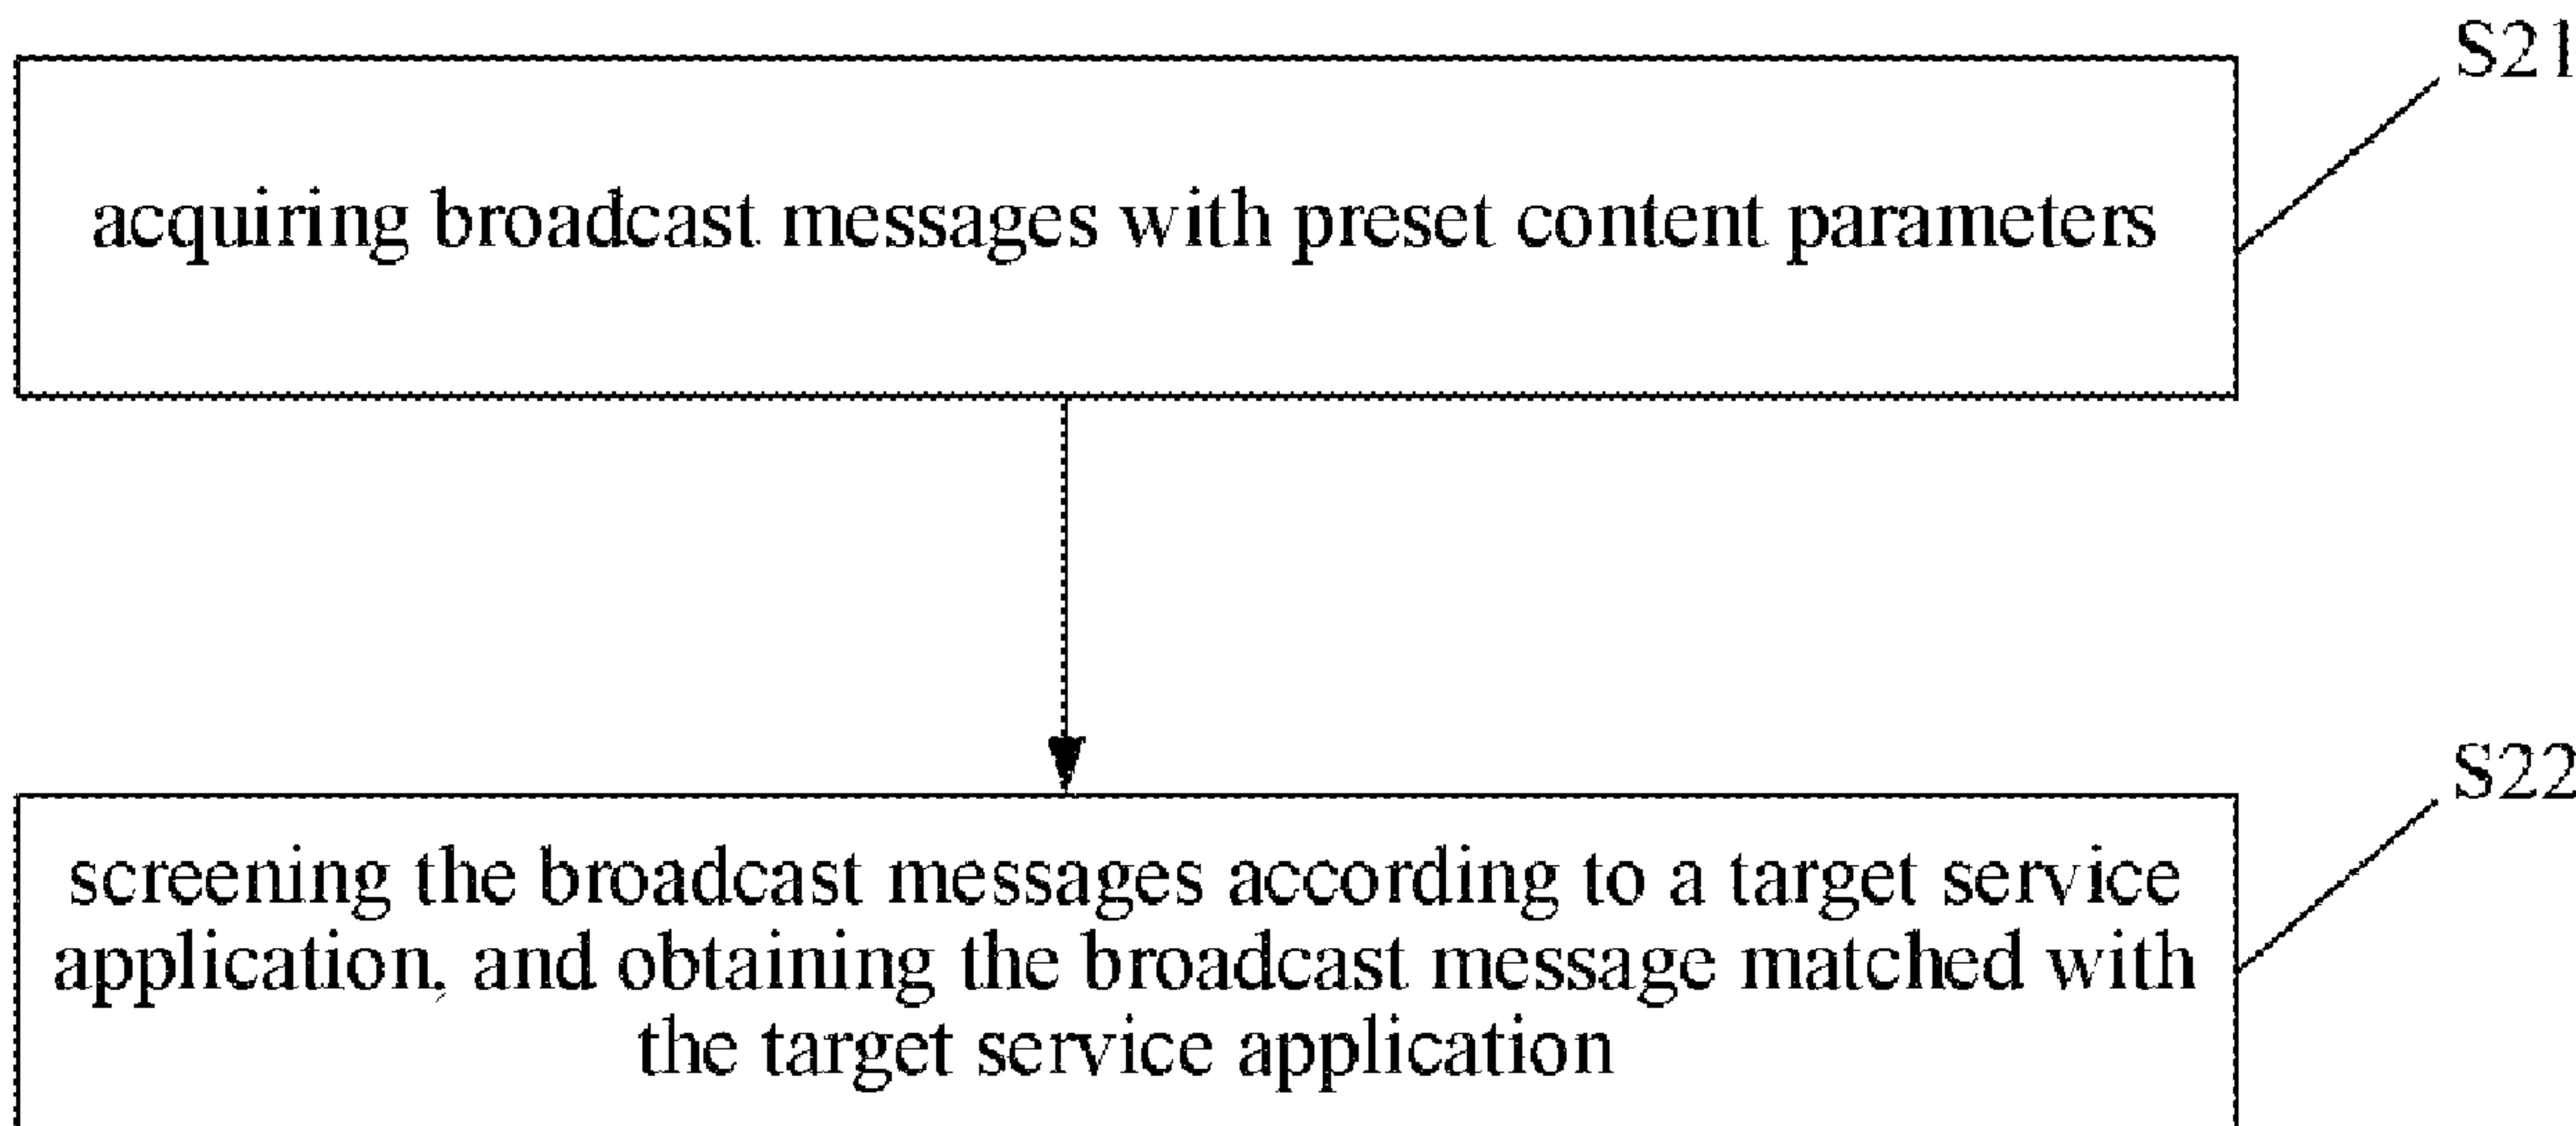 S21
acquiring broadcast messages with preset content parameters
S22
screening the broadcast messages according to a target service
application, and obtaining the broadcast message matched with
the target service application